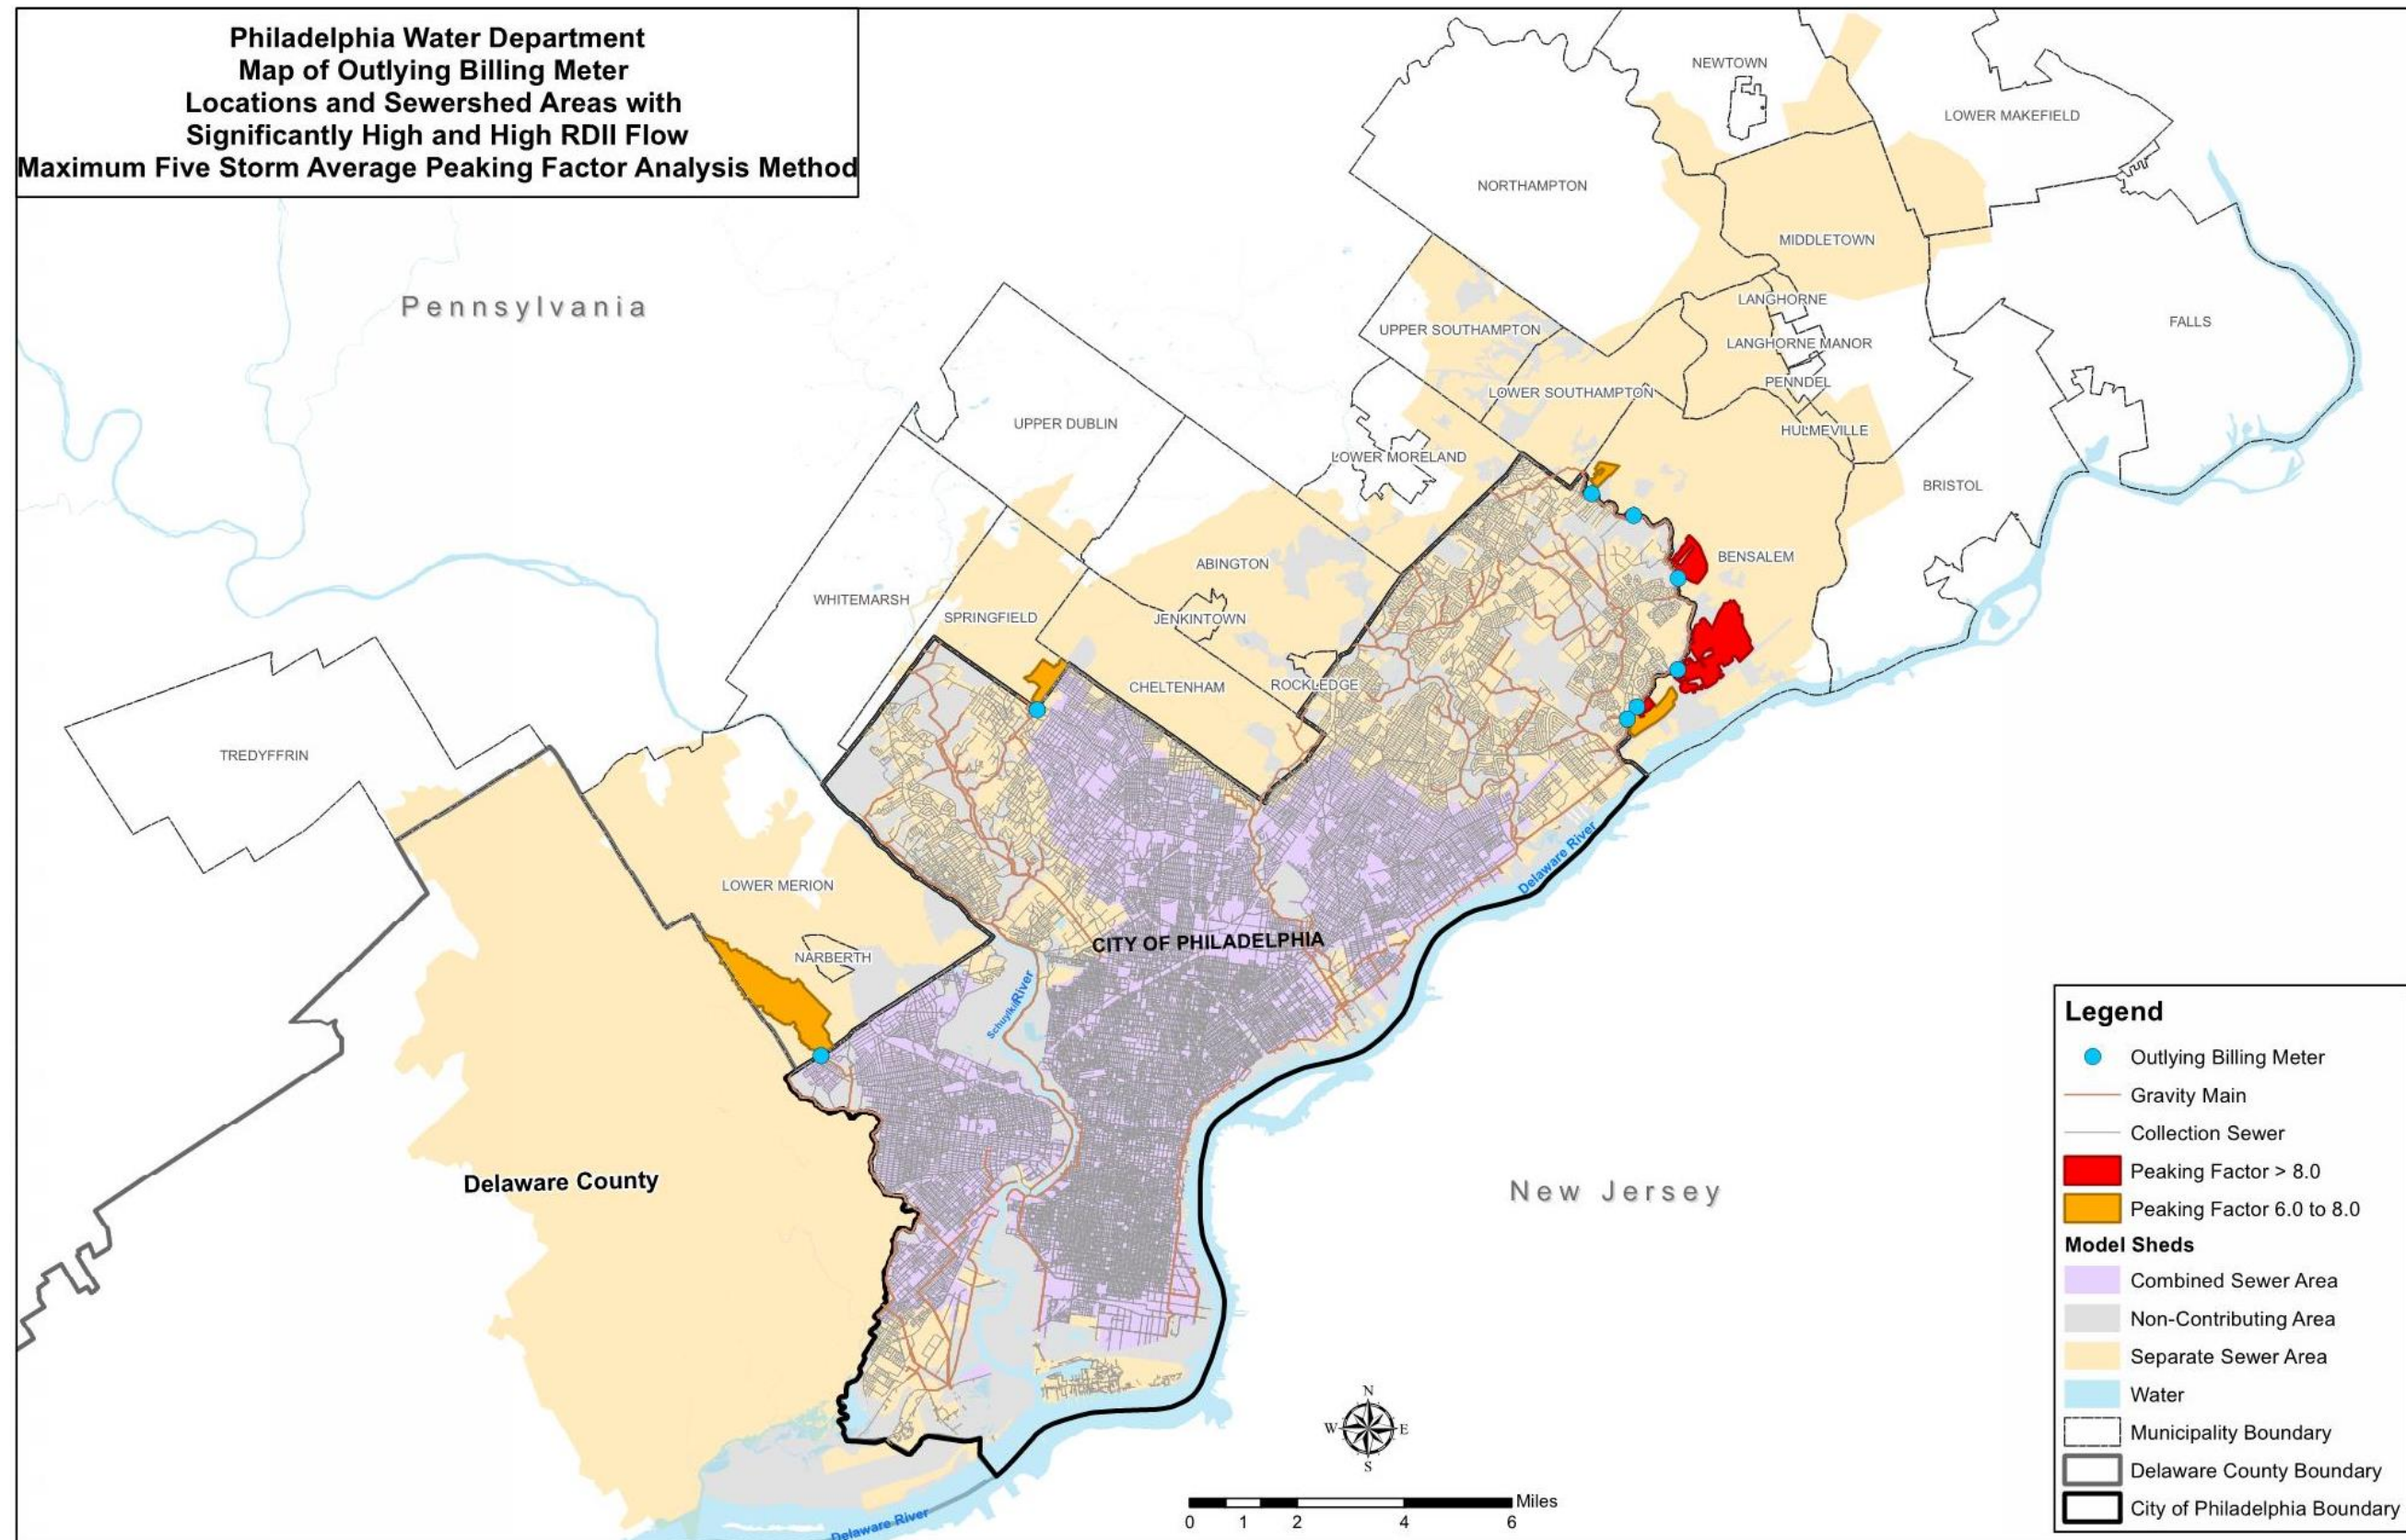 Philadelphia Water Department
Map of Outlying Billing Meter
Locations and Sewershed Areas with
Significantly High and High RDII Flow
Maximum Five Storm Average Peaking Factor Analysis Method
NEWTOWN
LOWER MAKEFIELD
NORTHAMPTON
MIDDLETOWN
Pennsylvania
LANGHORNE
UPPER SOUTHAMPTON
FALLS
LANGHORNE MANOR
PENNDEL
LOWER SOUTHAMPTON
UPPER DUBLIN
HULMEVILLE
LOWER MORELAND
BRISTOL
BENSALEM
ABINGTON
WHITEMARSH
SPRINGFIELD
JENKINTOWN
CHELTENHAM
ROCKLEDGE
TREDYFFRIN
Delaware River
LOWER MERION
CITY OF PHILADELPHIA
NARBERTH
Schuylkill River
Delaware County
New Jersey
Legend
Outlying Billing Meter
Gravity Main
Collection Sewer
Peaking Factor > 8.0
Peaking Factor 6.0 to 8.0
Model Sheds
Combined Sewer Area
Non-Contributing Area
Separate Sewer Area
Water
Municipality Boundary
Delaware County Boundary
City of Philadelphia Boundary
N
W E
S
Miles
0 1 2 4 6
Delaware River